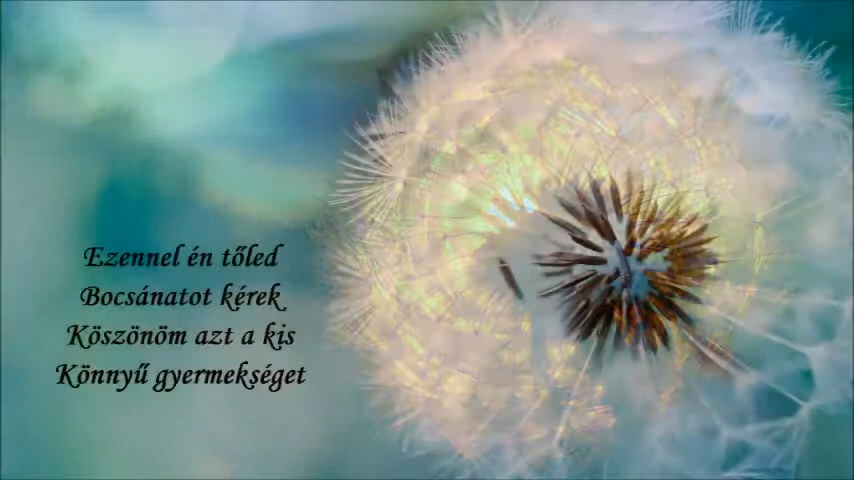 Ezennel én tőled
Bocsánatot kérek
Köszönöm azt a kis
Könnyű gyermekséget